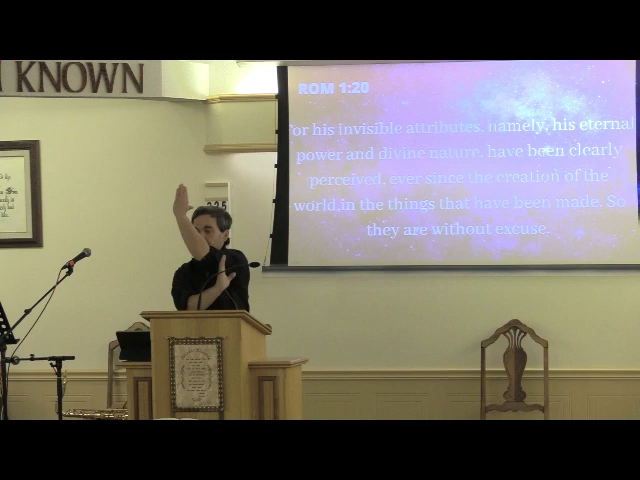 KNOWN
ROM 1:20
or his invisible attributes, namely, his eternal
power and divine nature, have been clearly
perceived, ever since the creation of the
world,in the things that have been made. So
they are without excuse.